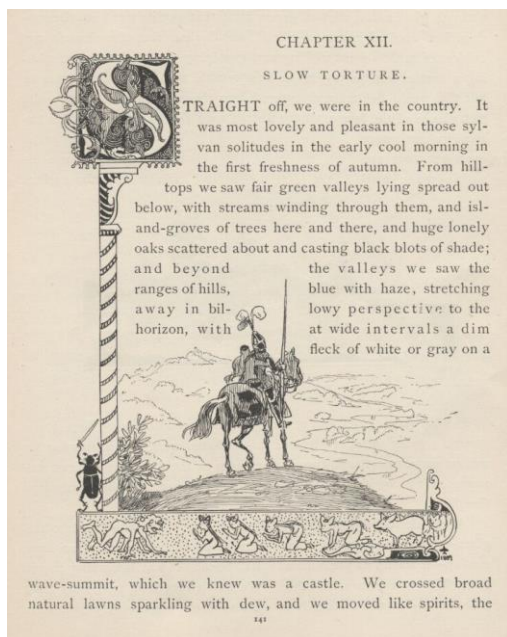 CHAPTER XII.
SLOW TORTURE.
STRAIGHT off, we were in the country. It
was most lovely and pleasant in those syl-
van solitudes in the early cool morning in
the first freshness of autumn. From hill-
tops we saw fair green valleys lying spread out
below, with streams winding through them, and isl-
and-groves of trees here and there, and huge lonely
oaks scattered about and casting black blots of shade;
and beyond the valleys we saw the
ranges of hills, blue with haze, stretching
away in bil- lowy perspective to the
horizon, with at wide intervals a dim
fleck of white or gray on a
wave-summit, which we knew was a castle. We crossed broad
natural lawns sparkling with dew, and we moved like spirits, the
141